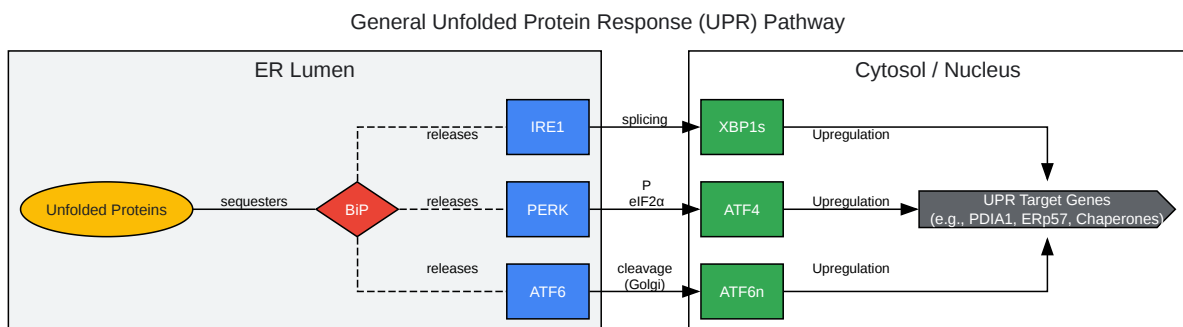 General Unfolded Protein Response (UPR) Pathway
ER Lumen
Cytosol / Nucleus
releases
IRE1
splicing
XBP1s
Upregulation
Unfolded Proteins
sequesters
BiP
releases
PERK
P
eIF2α
ATF4
Upregulation
UPR Target Genes
(e.g., PDIA1, ERp57, Chaperones)
releases
ATF6
cleavage
(Golgi)
ATF6n
Upregulation